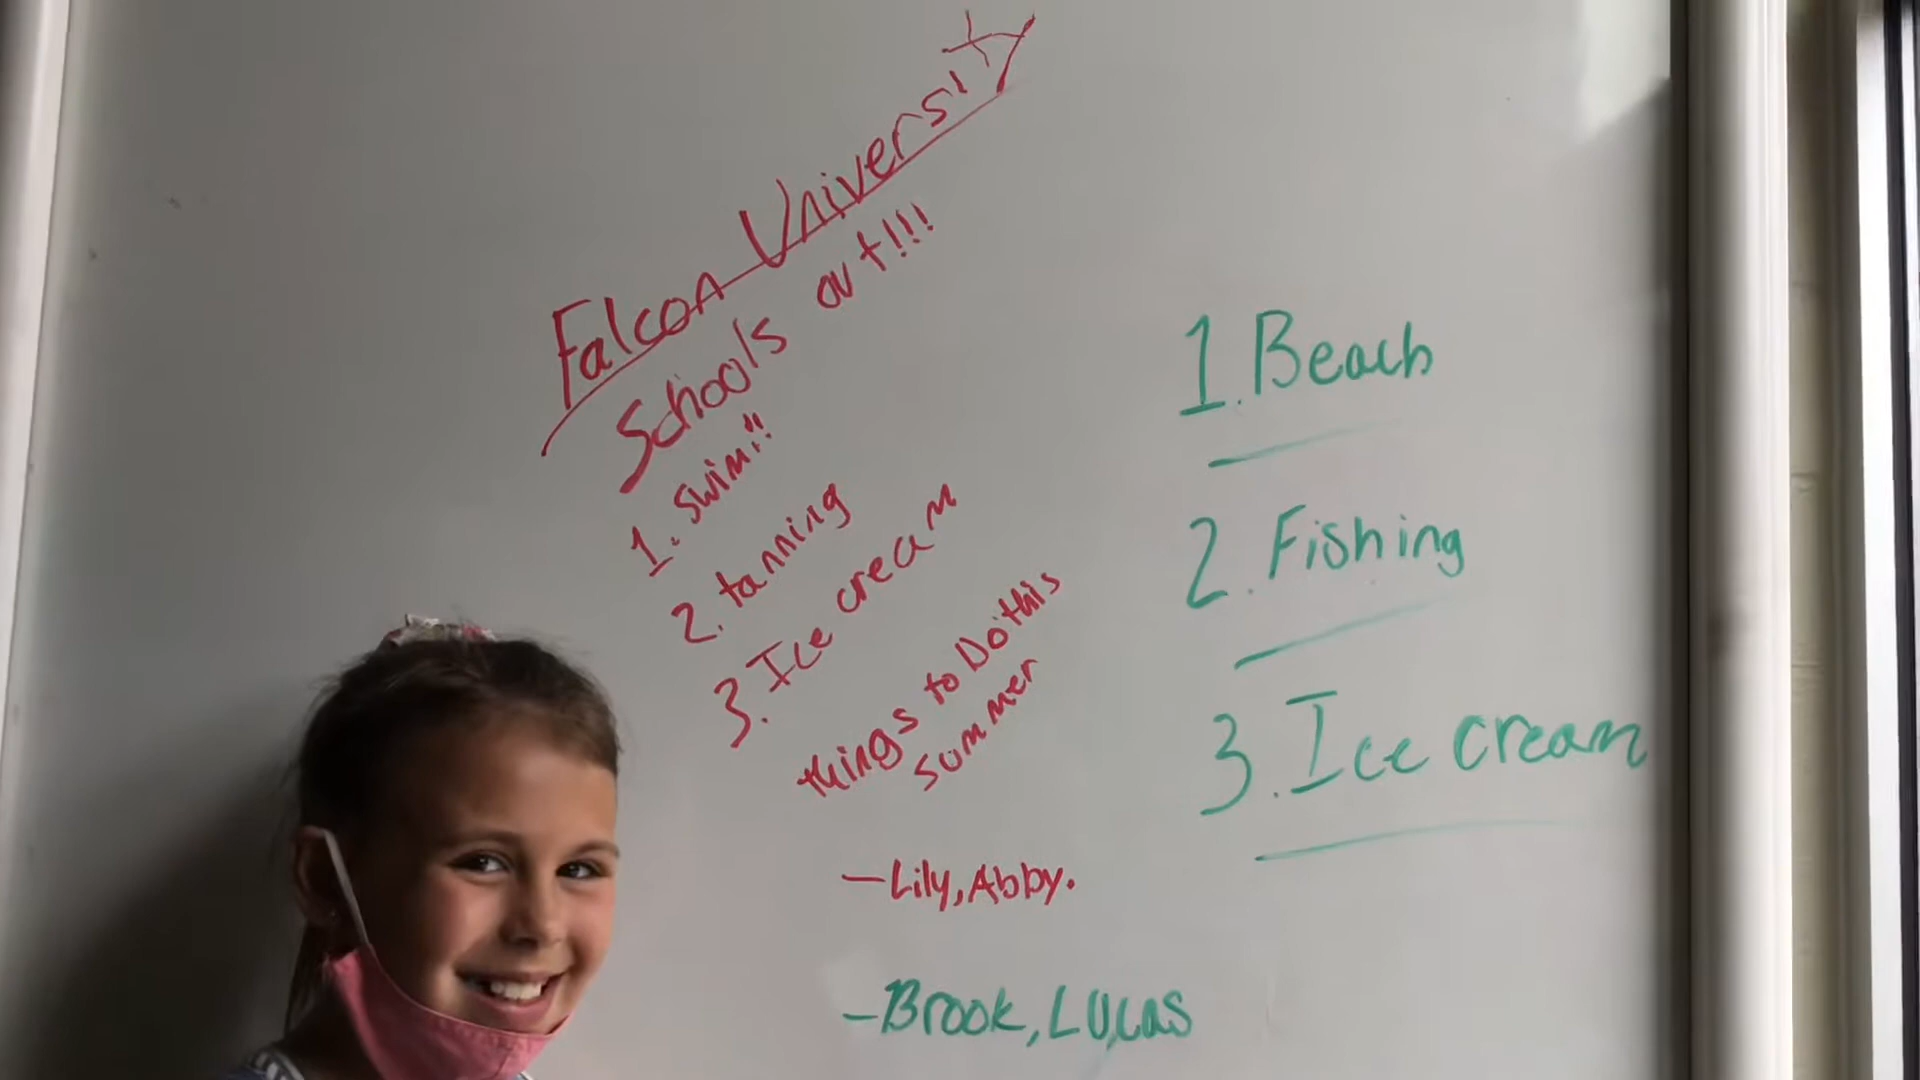 Falcon University
Schools out!!!
1. swim!!
2. tanning
3. Ice cream
things to Do this
summer
- Lily, Abby.
- Brook, Lucas
1. Beach
2. Fishing
3. Ice cream